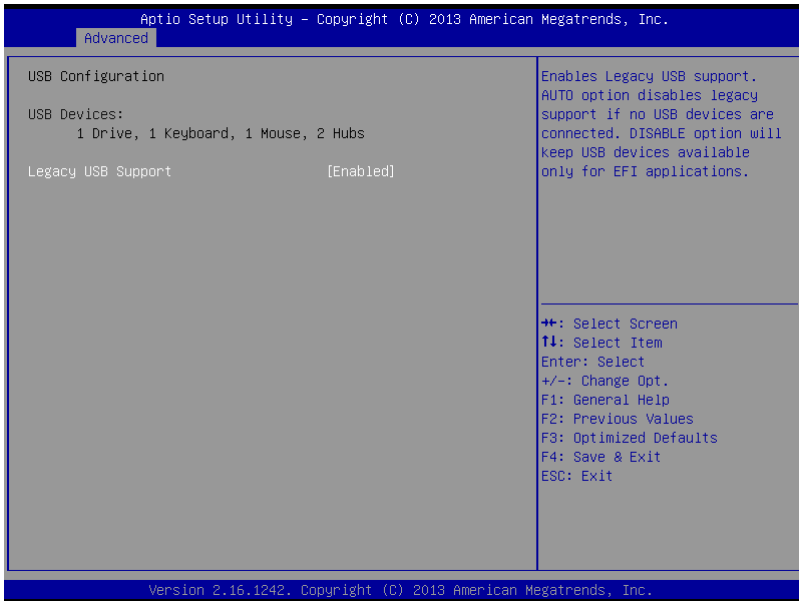 Aptio Setup Utility – Copyright (C) 2013 American Megatrends, Inc.
Advanced
USB Configuration
USB Devices:
1 Drive, 1 Keyboard, 1 Mouse, 2 Hubs
Legacy USB Support [Enabled]
Enables Legacy USB support.
AUTO option disables legacy
support if no USB devices are
connected. DISABLE option will
keep USB devices available
only for EFI applications.
→←: Select Screen
↑↓: Select Item
Enter: Select
+/-: Change Opt.
F1: General Help
F2: Previous Values
F3: Optimized Defaults
F4: Save & Exit
ESC: Exit
Version 2.16.1242. Copyright (C) 2013 American Megatrends, Inc.